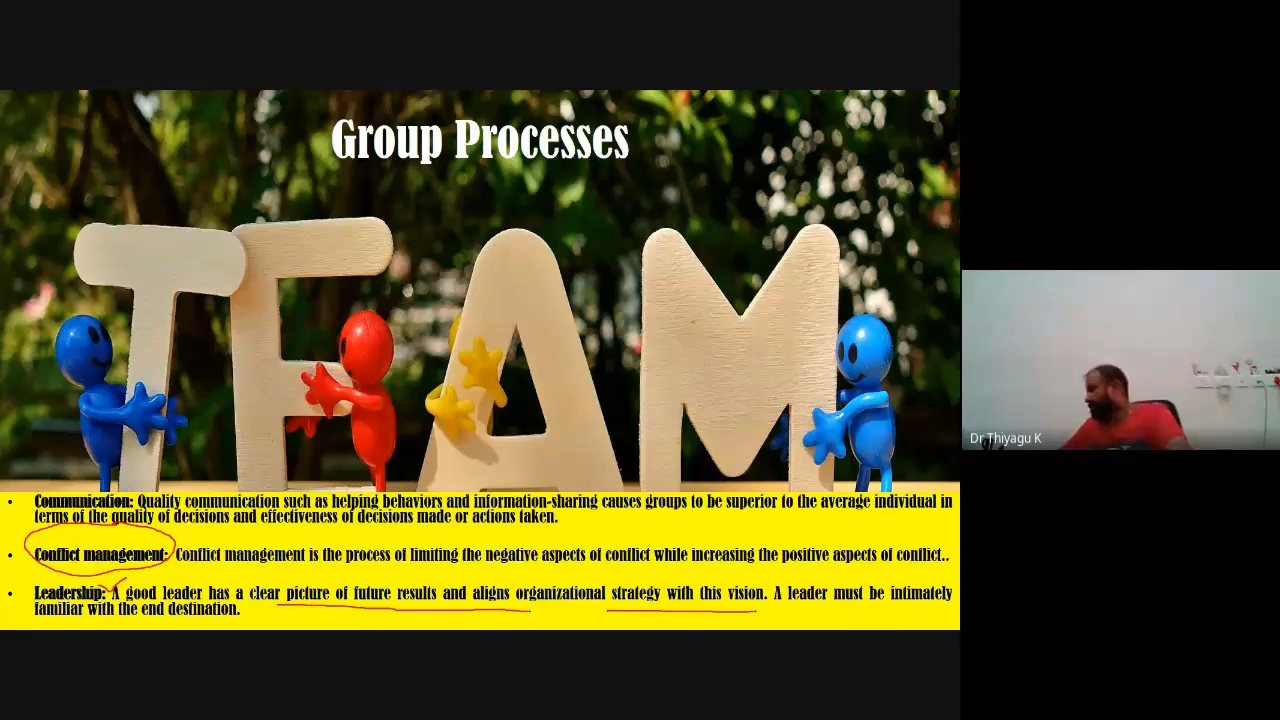 Group Processes
TEAM
• Communication: Quality communication such as helping behaviors and information-sharing causes groups to be superior to the average individual in
terms of the quality of decisions and effectiveness of decisions made or actions taken.
• Conflict management: Conflict management is the process of limiting the negative aspects of conflict while increasing the positive aspects of conflict..
• Leadership: A good leader has a clear picture of future results and aligns organizational strategy with this vision. A leader must be intimately
familiar with the end destination.
Dr Thiyagu K